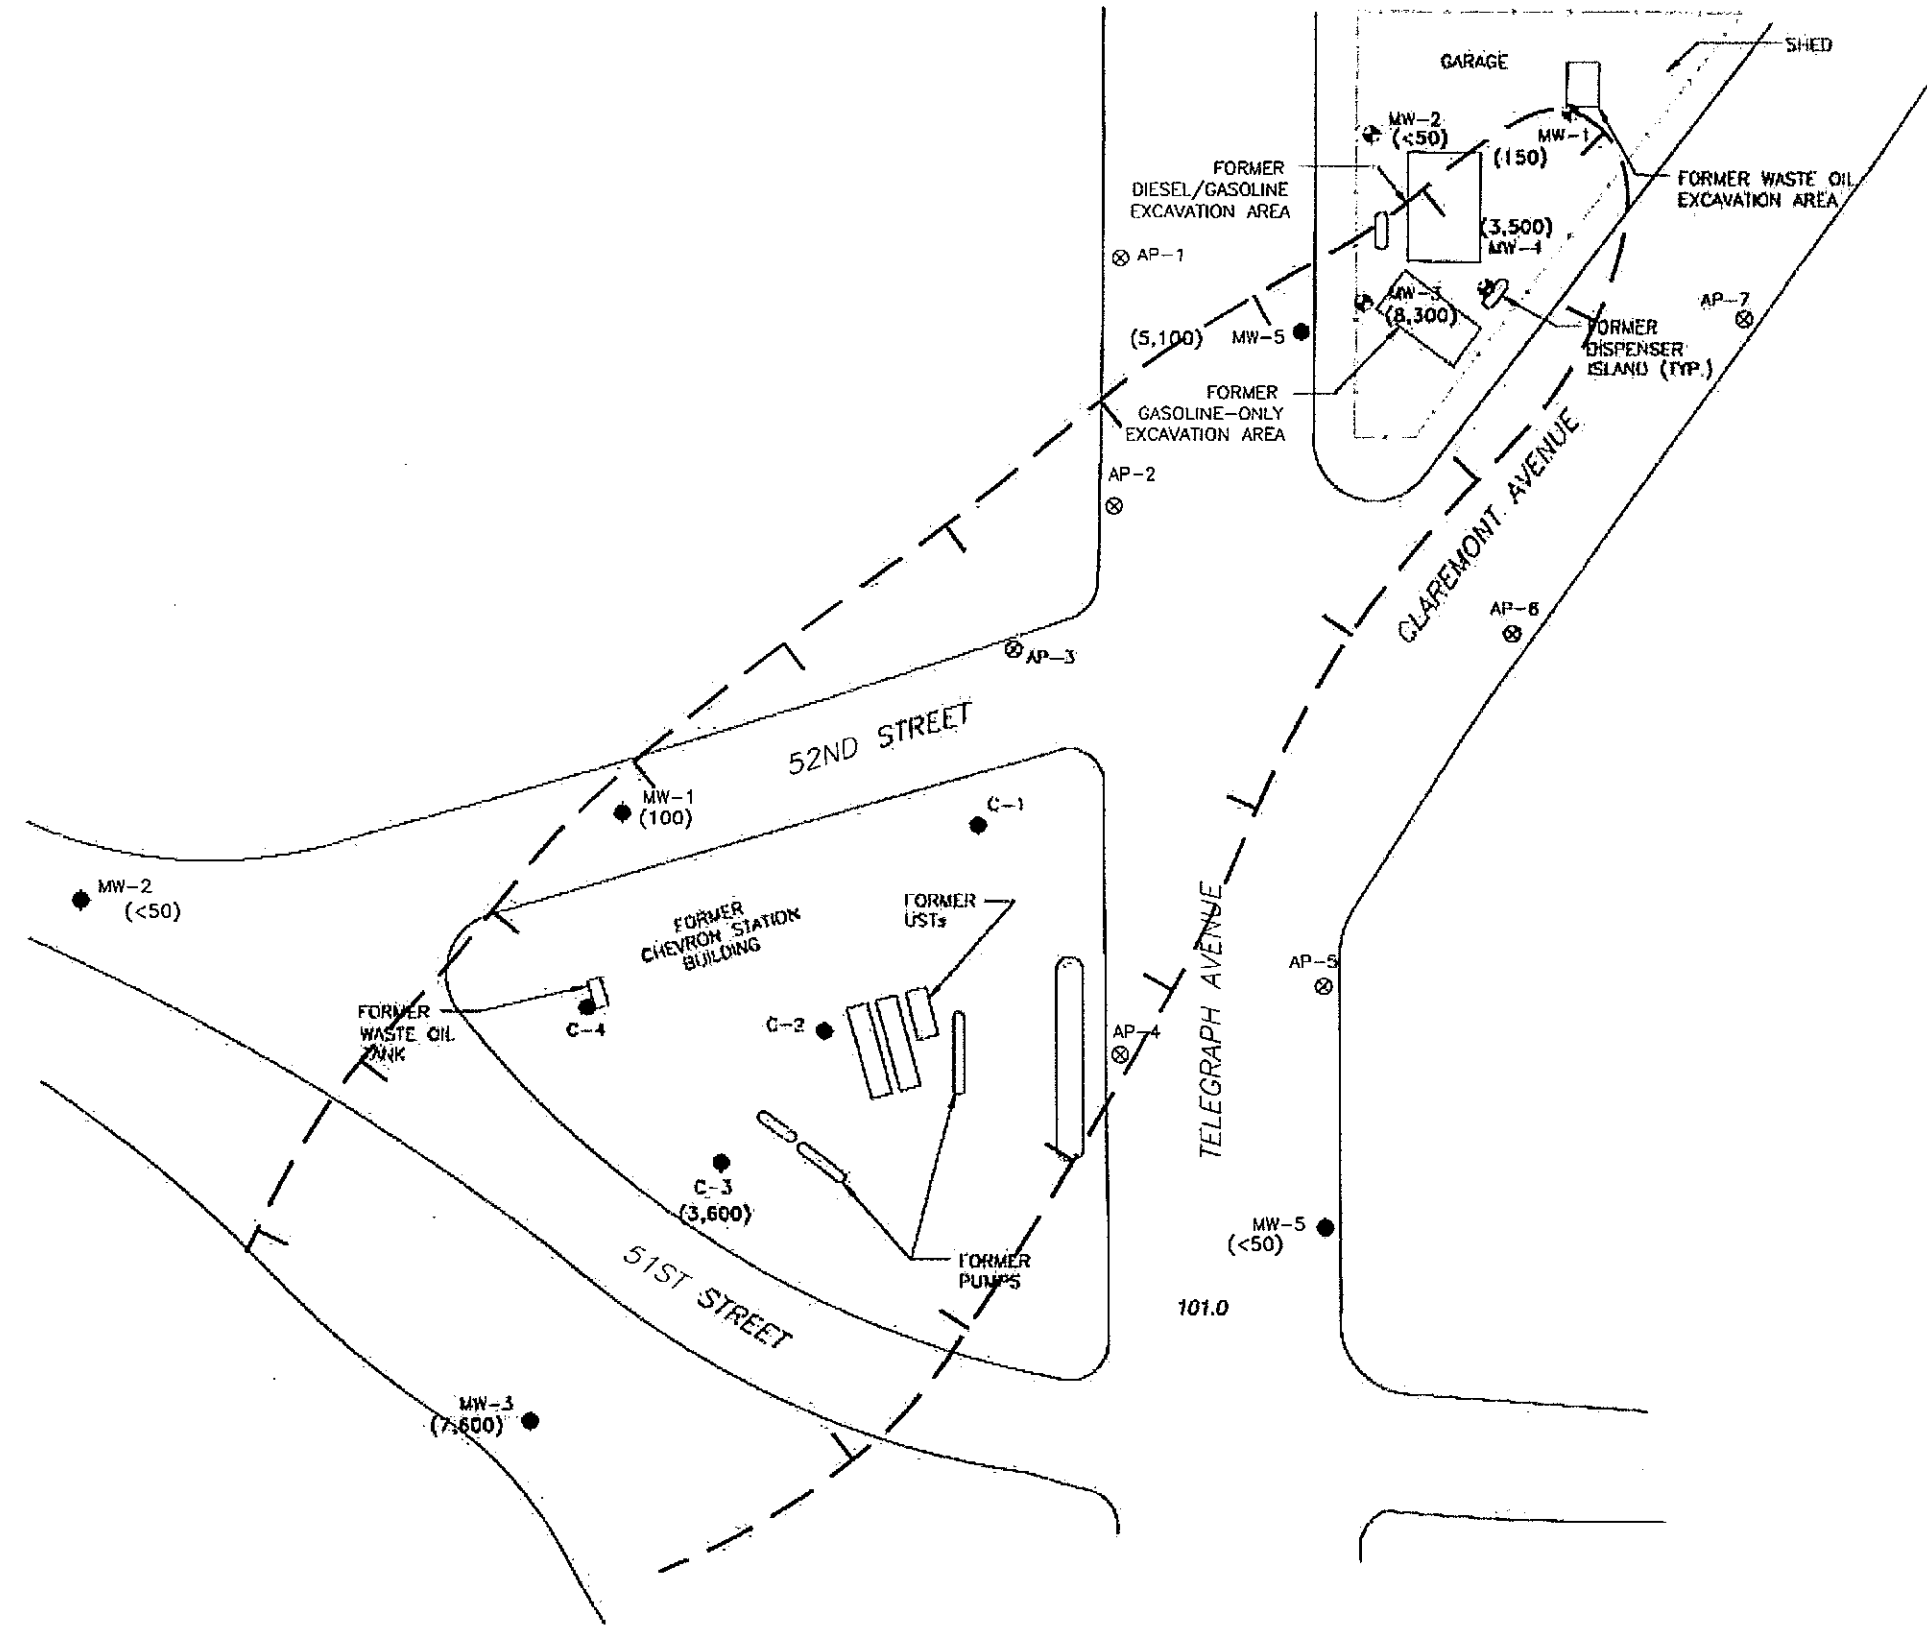 SHED
GARAGE
MW-2
(<50)
MW-1
(150)
FORMER
DIESEL/GASOLINE
EXCAVATION AREA
FORMER WASTE OIL
EXCAVATION AREA
(3,500)
MW-4
AP-1
MW-3
(8,300)
AP-7
(5,100)
MW-5
FORMER
DISPENSER
ISLAND (TYP.)
FORMER
GASOLINE-ONLY
EXCAVATION AREA
AP-2
CLAREMONT AVENUE
AP-6
AP-3
52ND STREET
MW-1
(100)
C-1
MW-2
(<50)
FORMER
USTs
FORMER
CHEVRON STATION
BUILDING
TELEGRAPH AVENUE
AP-5
FORMER
WASTE OIL
TANK
C-4
C-2
AP-4
C-3
(3,600)
MW-5
(<50)
FORMER
PUMPS
51ST STREET
101.0
MW-3
(7,600)